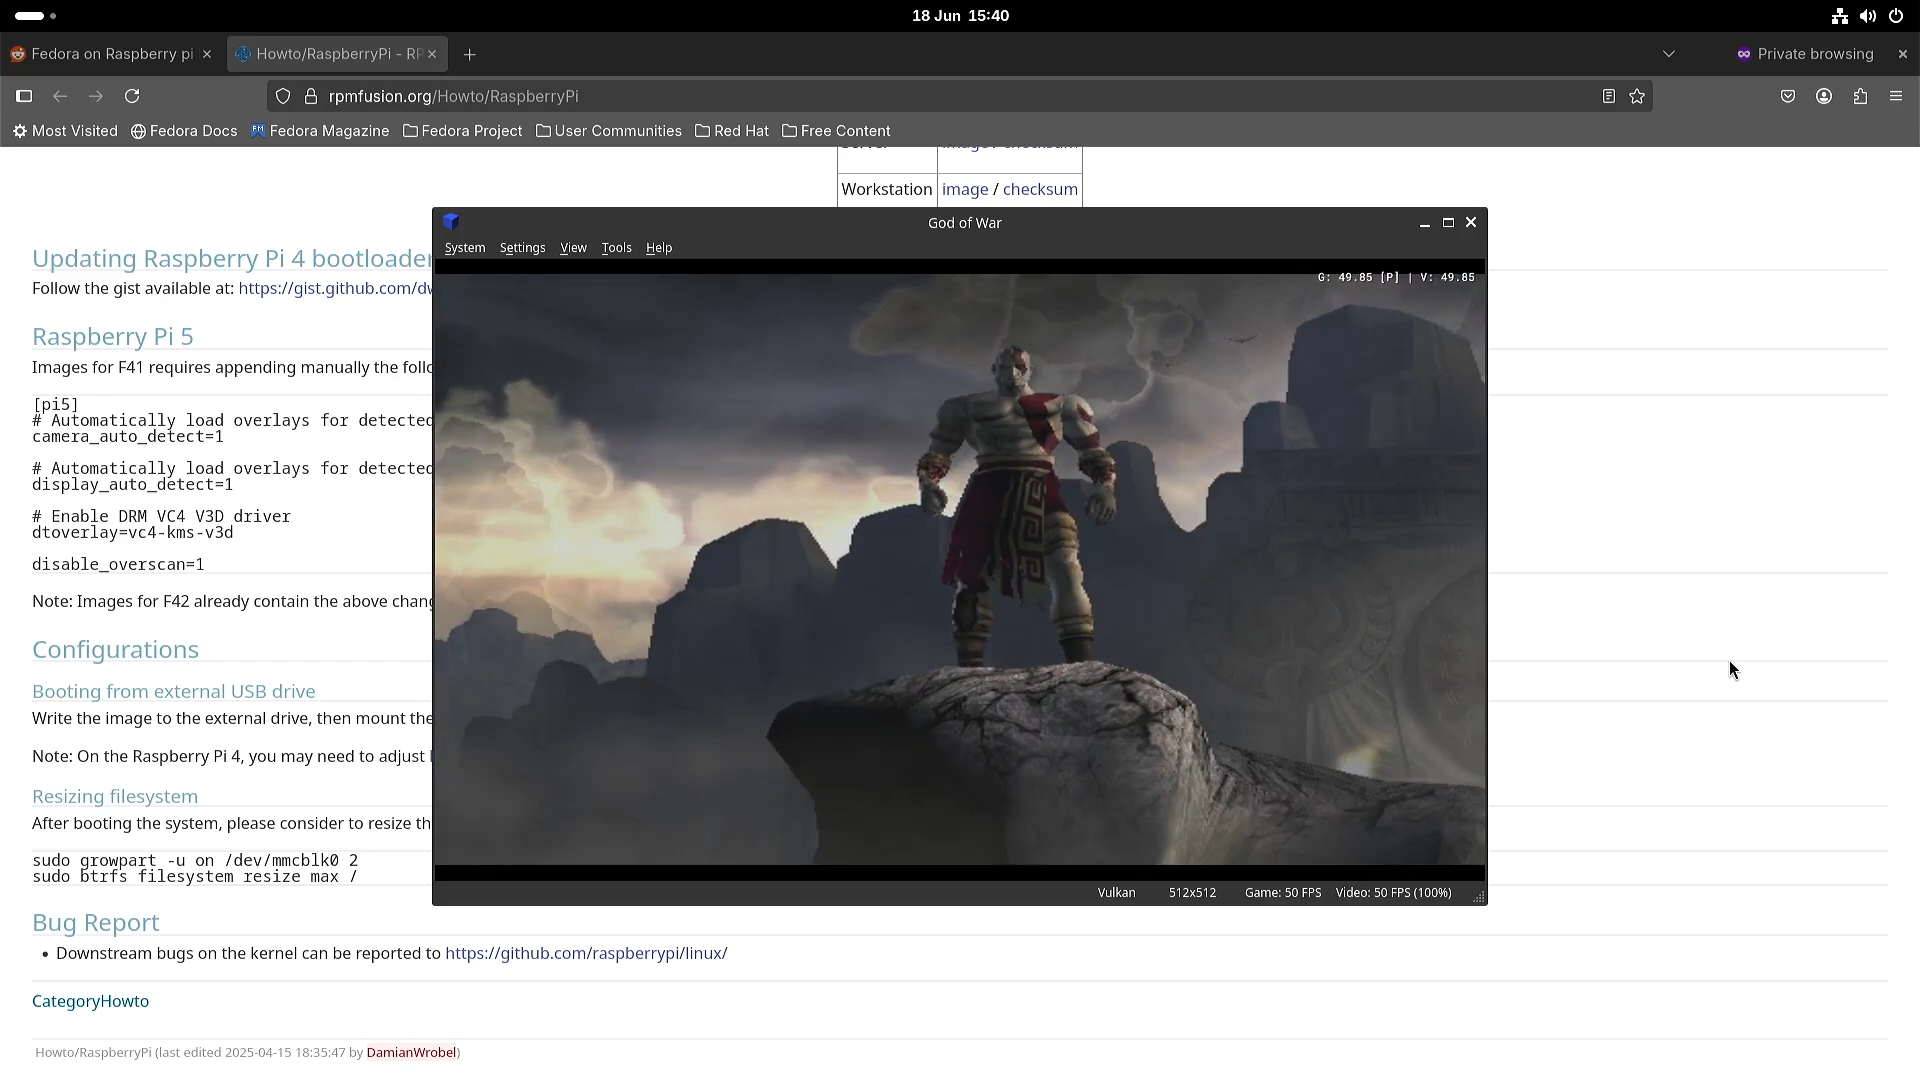 18 Jun 15:40
Fedora on Raspberry pi
Howto/RaspberryPi - RP
Private browsing
rpmfusion.org/Howto/RaspberryPi
Most Visited
Fedora Docs
Fedora Magazine
Fedora Project
User Communities
Red Hat
Free Content
Workstation image / checksum
God of War
System Settings View Tools Help
G: 49.85 [P] | V: 49.85
Vulkan 512x512 Game: 50 FPS Video: 50 FPS (100%)
Updating Raspberry Pi 4 bootloader
Follow the gist available at: https://gist.github.com/dw
Raspberry Pi 5
Images for F41 requires appending manually the follo
[pi5]
# Automatically load overlays for detected
camera_auto_detect=1
# Automatically load overlays for detected
display_auto_detect=1
# Enable DRM VC4 V3D driver
dtoverlay=vc4-kms-v3d
disable_overscan=1
Note: Images for F42 already contain the above chang
Configurations
Booting from external USB drive
Write the image to the external drive, then mount the
Note: On the Raspberry Pi 4, you may need to adjust
Resizing filesystem
After booting the system, please consider to resize th
sudo growpart -u on /dev/mmcblk0 2
sudo btrfs filesystem resize max /
Bug Report
• Downstream bugs on the kernel can be reported to https://github.com/raspberrypi/linux/
CategoryHowto
Howto/RaspberryPi (last edited 2025-04-15 18:35:47 by DamianWrobel)